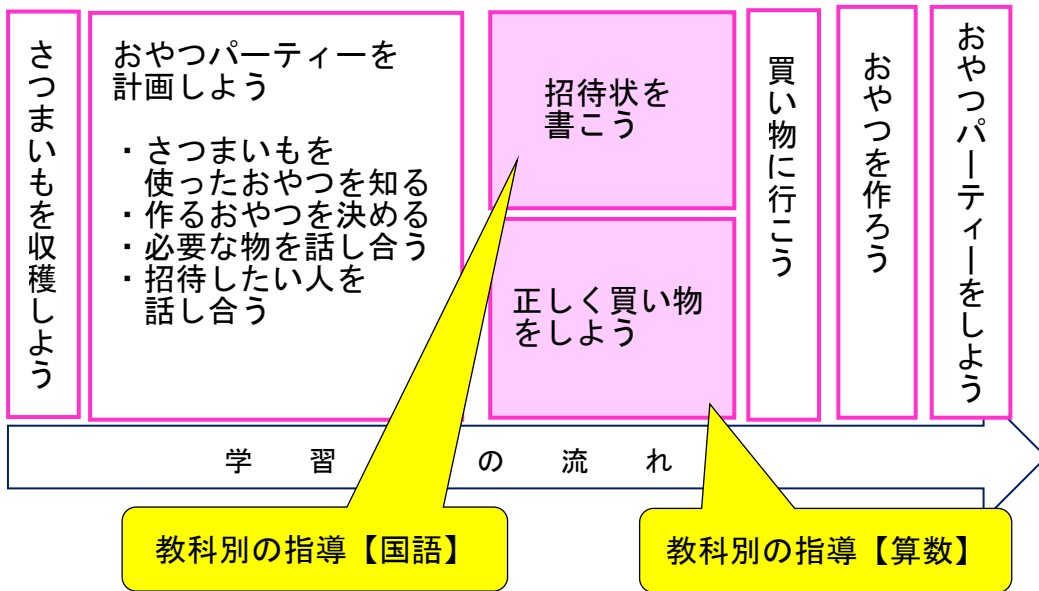 さつまいもを収穫しよう
おやつパーティーを
計画しよう
・さつまいもを
使ったおやつを知る
・作るおやつを決める
・必要な物を話し合う
・招待したい人を
話し合う
招待状を
書こう
正しく買い物
をしよう
買い物に行こう
おやつを作ろう
おやつパーティーをしよう
学習の流れ
教科別の指導【国語】
教科別の指導【算数】